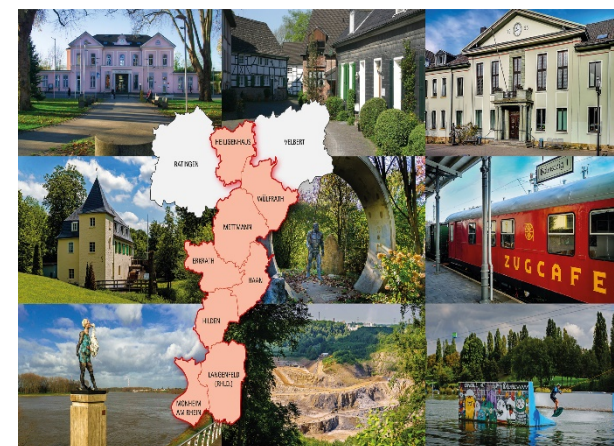 HEILIGENHAUS
VELBERT
RATINGEN
WÜLFRATH
METTMANN
ERKRATH
HAAN
HILDEN
LANGENFELD
(RHLD.)
MONHEIM
AM RHEIN
ZUGCAFE